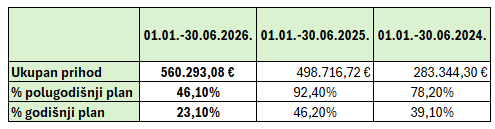 01.01.-30.06.2026. 01.01.-30.06.2025. 01.01.-30.06.2024.
Ukupan prihod 560.293,08 € 498.716,72 € 283.344,30 €
% polugodišnji plan 46,10% 92,40% 78,20%
% godišnji plan 23,10% 46,20% 39,10%